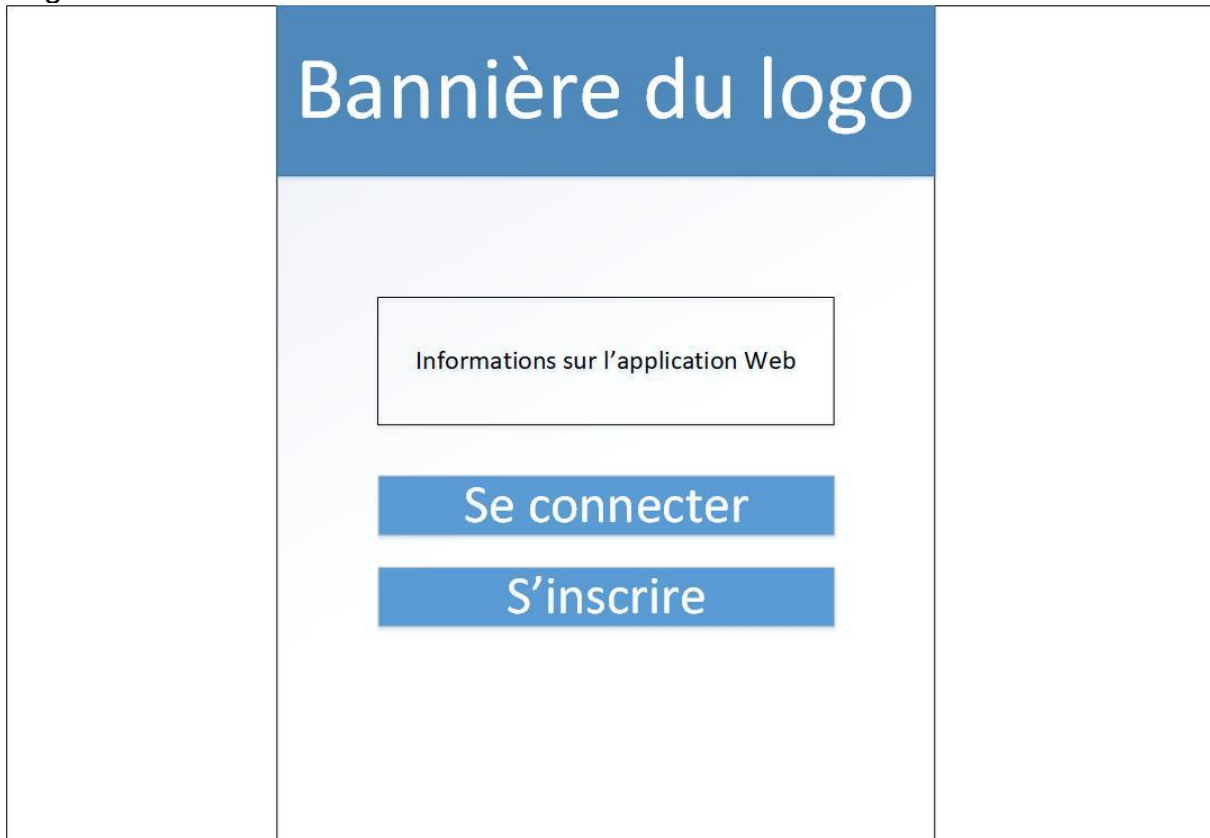 Bannière du logo
Informations sur l’application Web
Se connecter
S’inscrire